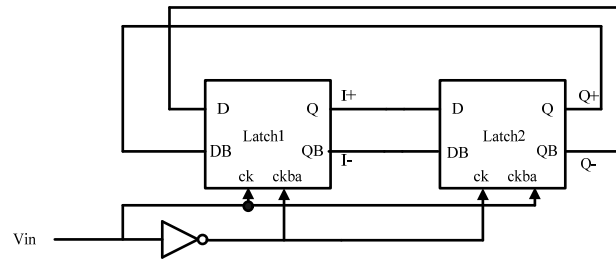 D Q I+ D Q Q+
Latch1 Latch2
DB QB I- DB QB Q-
ck ckba ck ckba
Vin